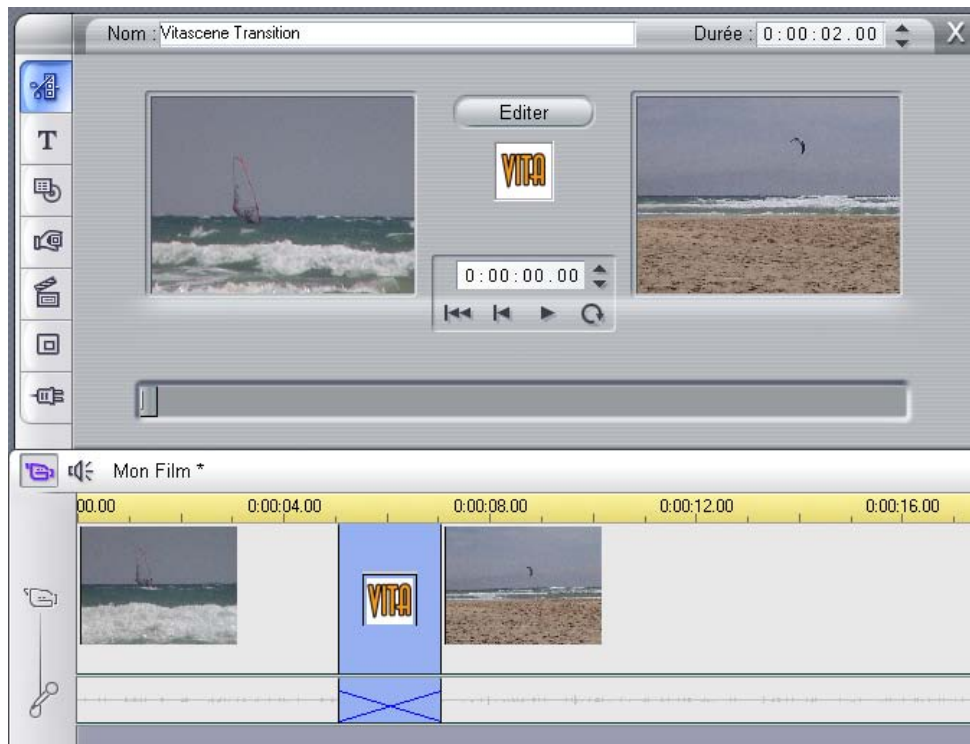 Nom : Vitascene Transition
Durée : 0:00:02.00
X
Editer
VITA
T
0:00:00.00
Mon Film *
00.00 0:00:04.00 0:00:08.00 0:00:12.00 0:00:16.00
VITA